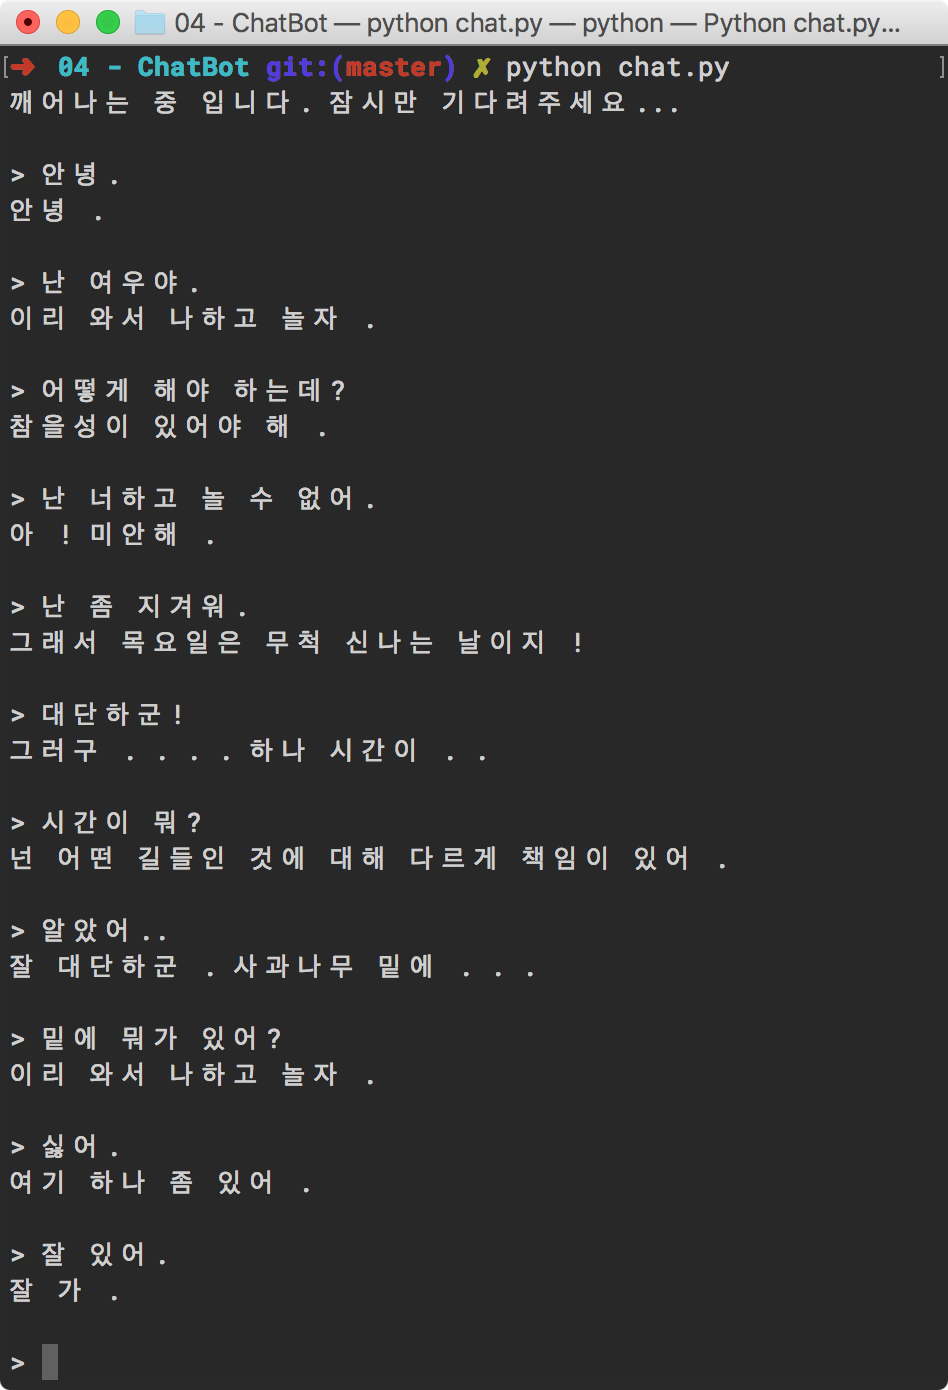 04 - ChatBot — python chat.py — python — Python chat.py...
[➜ 04 - ChatBot git:(master) ✗ python chat.py ]
깨어나는 중 입니다. 잠시만 기다려주세요...
> 안녕.
안녕 .
> 난 여우야.
이리 와서 나하고 놀자 .
> 어떻게 해야 하는데?
참을성이 있어야 해 .
> 난 너하고 놀 수 없어.
아 ! 미안해 .
> 난 좀 지겨워.
그래서 목요일은 무척 신나는 날이지 !
> 대단하군!
그러구 . . . . 하나 시간이 . .
> 시간이 뭐?
넌 어떤 길들인 것에 대해 다르게 책임이 있어 .
> 알았어..
잘 대단하군 . 사과나무 밑에 . . .
> 밑에 뭐가 있어?
이리 와서 나하고 놀자 .
> 싫어.
여기 하나 좀 있어 .
> 잘 있어.
잘 가 .
>